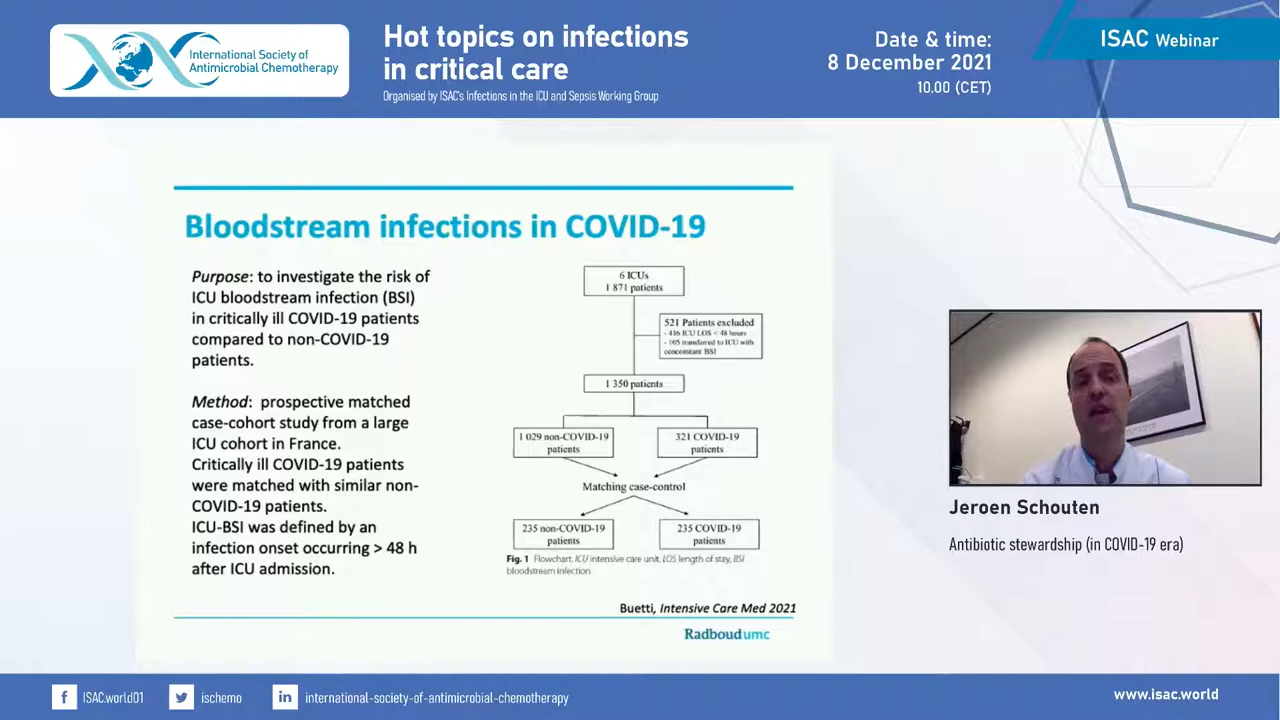 International Society of
Antimicrobial Chemotherapy
Hot topics on infections
in critical care
Organised by ISAC's Infections in the ICU and Sepsis Working Group
Date & time:
8 December 2021
10.00 (CET)
ISAC Webinar
Bloodstream infections in COVID-19
Purpose: to investigate the risk of
ICU bloodstream infection (BSI)
in critically ill COVID-19 patients
compared to non-COVID-19
patients.
Method: prospective matched
case-cohort study from a large
ICU cohort in France.
Critically ill COVID-19 patients
were matched with similar non-
COVID-19 patients.
ICU-BSI was defined by an
infection onset occurring > 48 h
after ICU admission.
6 ICUs
1 871 patients
521 Patients excluded
- 416 ICU LOS < 48 hours
- 105 transferred to ICU with
concomitant BSI
1 350 patients
1 029 non-COVID-19
patients
321 COVID-19
patients
Matching case-control
235 non-COVID-19
patients
235 COVID-19
patients
Fig. 1 Flowchart. ICU intensive care unit, LOS length of stay, BSI
bloodstream infection
Buetti, Intensive Care Med 2021
Radboudumc
Jeroen Schouten
Antibiotic stewardship (in COVID-19 era)
f ISAC.world01
ischemo
in international-society-of-antimicrobial-chemotherapy
www.isac.world